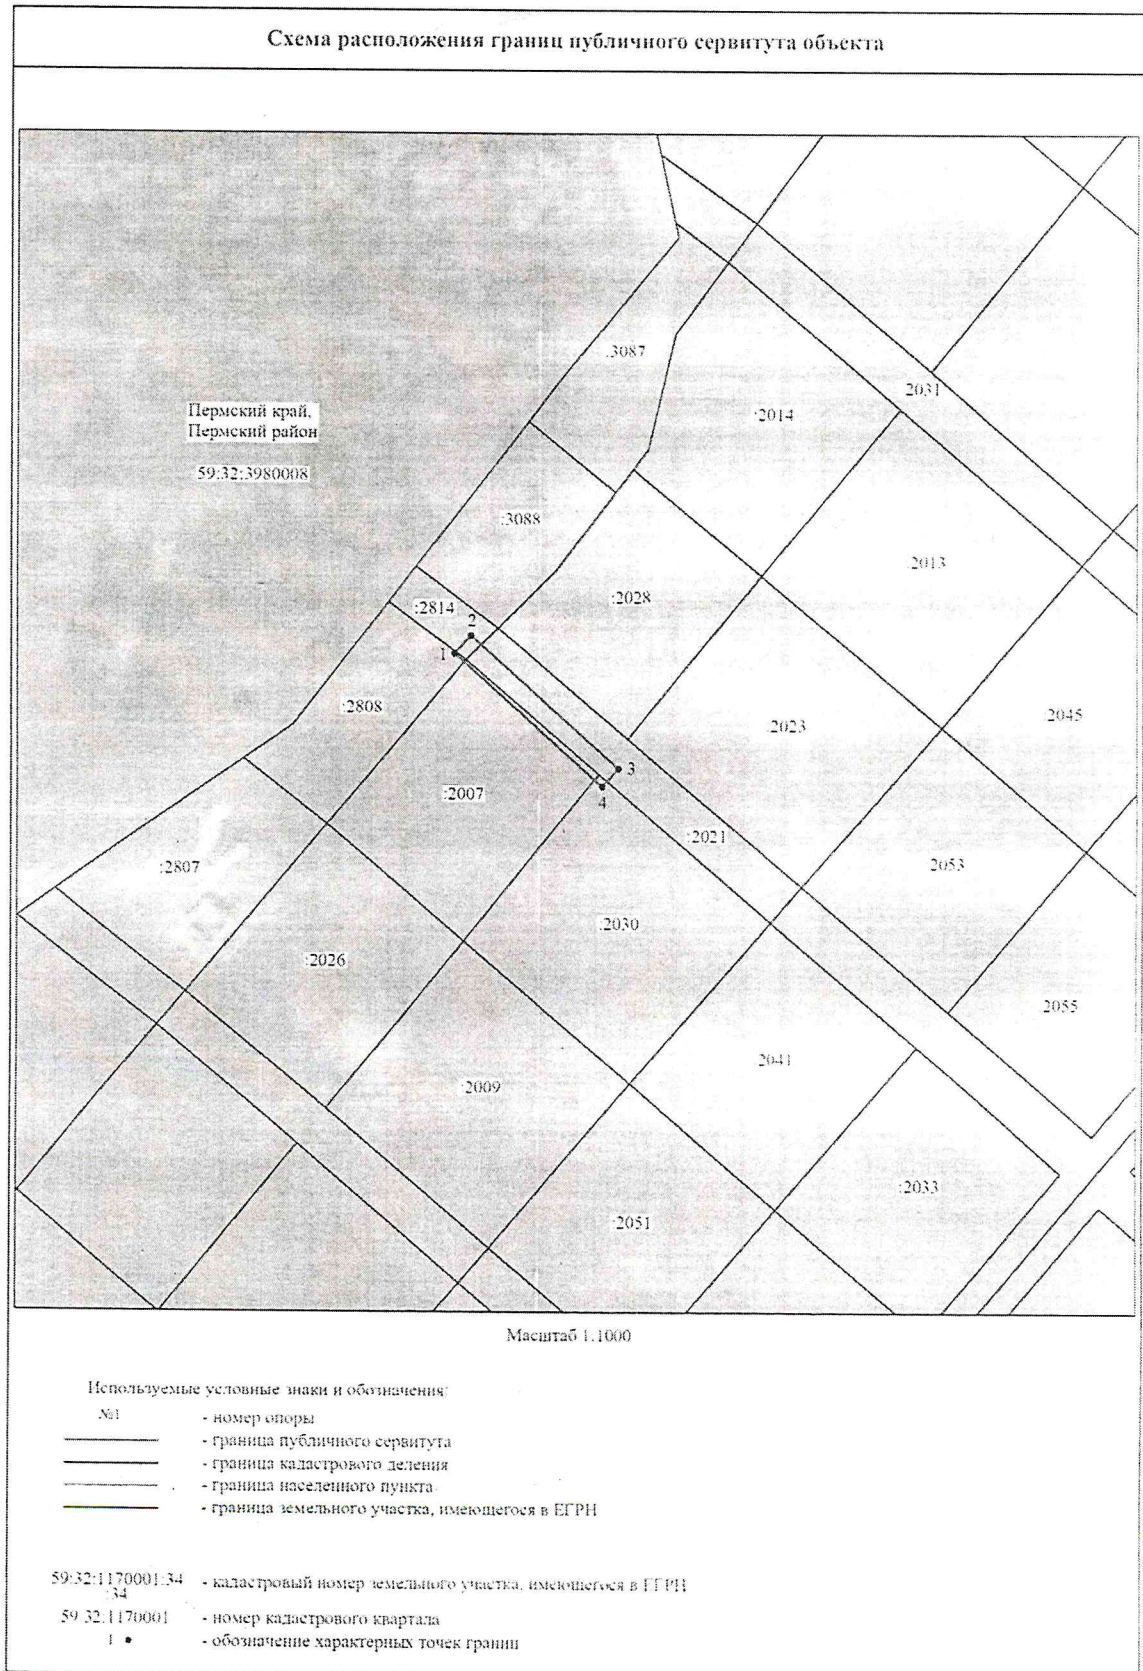 Схема расположения границ публичного сервитута объекта
:3087
2031
:2014
Пермский край,
Пермский район
59:32:3980008
:3088
:2013
:2028
:2814
2
1
:2808
:2045
:2023
3
:2007
4
:2021
:2807
:2053
:2030
:2026
2055
:2041
:2009
:2033
:2051
Масштаб 1:1000
Используемые условные знаки и обозначения:
№1 - номер опоры
- граница публичного сервитута
- граница кадастрового деления
- граница населенного пункта
- граница земельного участка, имеющегося в ЕГРН
59:32:1170001:34 - кадастровый номер земельного участка, имеющегося в ЕГРН
:34
59:32:1170001 - номер кадастрового квартала
1 ● - обозначение характерных точек границ